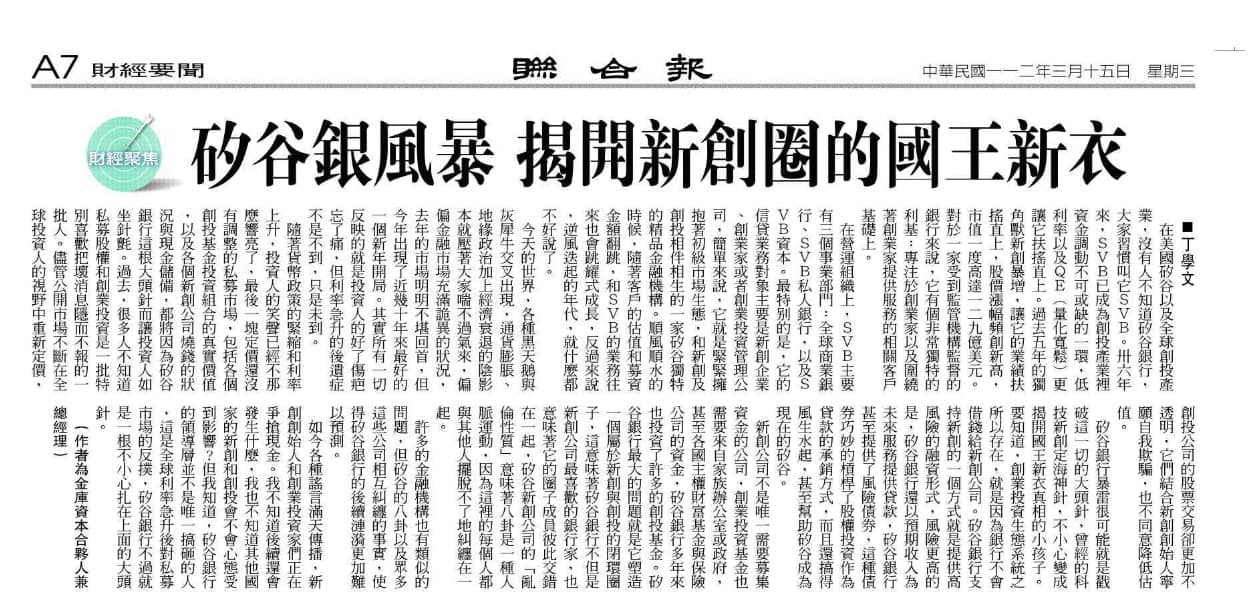 A7 財經要聞
聯合報
中華民國一一二年三月十五日 星期三
財經聚焦
矽谷銀風暴 揭開新創圈的國王新衣
■丁學文
在美國矽谷以及全球創投產
業，沒有人不知道矽谷銀行，
大家習慣叫它SVB。卅六年
來，SVB已成為創投產業裡
資金調動不可或缺的一環，低
利率以及QE（量化寬鬆）更
讓它扶搖直上。過去五年的獨
角獸新創暴增，讓它的業績扶
搖直上，股價漲幅頻創新高，
市值一度高達一二九億美元。
對於一家受到監管機構監督的
銀行來說，它有個非常獨特的
利基：專注於創業家以及圍繞
著創業家提供服務的相關客戶
基礎上。
在營運組織上，SVB主要
有三個事業部門：全球商業銀
行、SVB私人銀行，以及S
VB資本。最特別的是，它的
信貸業務對象主要是新創企業
、創業家或者創業投資管理公
司，簡單來說，它就是緊緊擁
抱著初級市場生態，和新創及
創投相伴相生的一家矽谷獨特
的精品金融機構。順風順水的
時候，隨著客戶的估值和募資
金額翻跳，和SVB的業務往
來也會跳耀式成長，反過來說
，逆風迭起的年代，就什麼都
不好說了。
今天的世界，各種黑天鵝與
灰犀牛交叉出現，通貨膨脹、
地緣政治加上經濟衰退的陰影
本就壓著大家喘不過氣來，偏
偏金融市場充滿詭異的狀況，
去年的市場明明不堪回首，但
今年出現了近幾十年來最好的
一個新年開局。其實所有一切
反映的就是投資人的好了傷疤
忘了痛，但利率急升的後遺症
不是不到，只是未到。
隨著貨幣政策的緊縮和利率
上升，投資人的笑聲已經不那
麼響亮了，最後一塊定價還沒
有調整的私募市場，包括各個
創投基金投資組合的真實價值
，以及各個新創公司燒錢的狀
況與現金儲備，都將因為矽谷
銀行這根大頭針而讓投資人如
坐針氈。過去，很多人不知道
私募股權和創業投資是一批特
別喜歡把壞消息隱而不報的一
批人。儘管公開市場不斷在全
球投資人的視野中重新定價，
創投公司的股票交易卻更加不
透明，它們結合新創創始人寧
願自我欺騙，也不同意降低估
值。
矽谷銀行暴雷很可能就是戳
破這一切的大頭針，曾經的科
技新創定海神針，不小心變成
揭開國王新衣真相的小孩子。
要知道，創業投資生態系統之
所以存在，就是因為銀行不會
借錢給新創公司。矽谷銀行支
持新創的一個方式就是提供高
風險的融資形式，風險更高的
是，矽谷銀行還以預期收入為
未來服務提供貸款，矽谷銀行
甚至提供了風險債券，這種債
券巧妙的槓桿了股權投資作為
貸款的承銷方式，而且還搞得
風生水起，甚至幫助矽谷成為
現在的矽谷。
新創公司不是唯一需要募集
資金的公司，創業投資基金也
需要來自家族辦公室或政府，
甚至各國主權財富基金與保險
公司的資金，矽谷銀行多年來
也投資了許多的創投基金。矽
谷銀行最大的問題就是它塑造
一個屬於新創與創投的閉環圈
子，這意味著矽谷銀行不但是
新創公司最喜歡的銀行家，也
意味著它的圈子成員彼此交錯
在一起，矽谷新創公司的「亂
倫性質」意味著八卦是一種人
脈運動，因為這裡的每個人都
與其他人擺脫不了地糾纏在一
起。
許多的金融機構也有類似的
問題，但矽谷的八卦以及眾多
這些公司相互糾纏的事實，使
得矽谷銀行的後續漣漪更加難
以預測。
如今各種謠言滿天傳播，新
創創始人和創業投資家們正在
爭搶現金。我不知道後續還會
發生什麼，我也不知道其他國
家的新創和創投會不會心態受
到影響？但我知道，矽谷銀行
的領導層並不是唯一搞砸的人
，這是全球利率急升後對私募
市場的反撲，矽谷銀行不過就
是一根不小心扎在上面的大頭
針。
（作者為金庫資本合夥人兼
總經理）